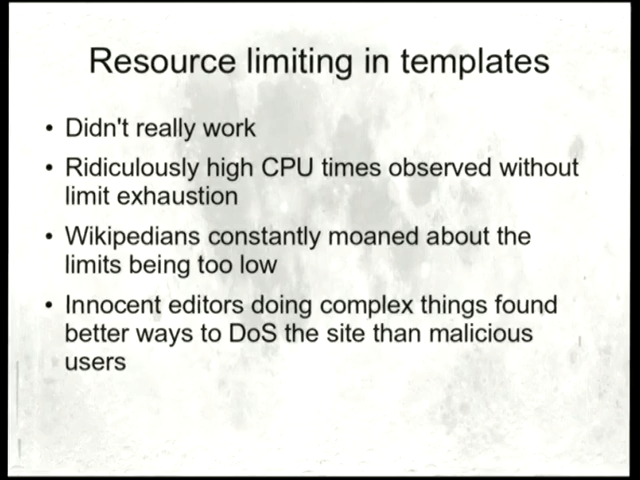 Resource limiting in templates
• Didn't really work
• Ridiculously high CPU times observed without
limit exhaustion
• Wikipedians constantly moaned about the
limits being too low
• Innocent editors doing complex things found
better ways to DoS the site than malicious
users